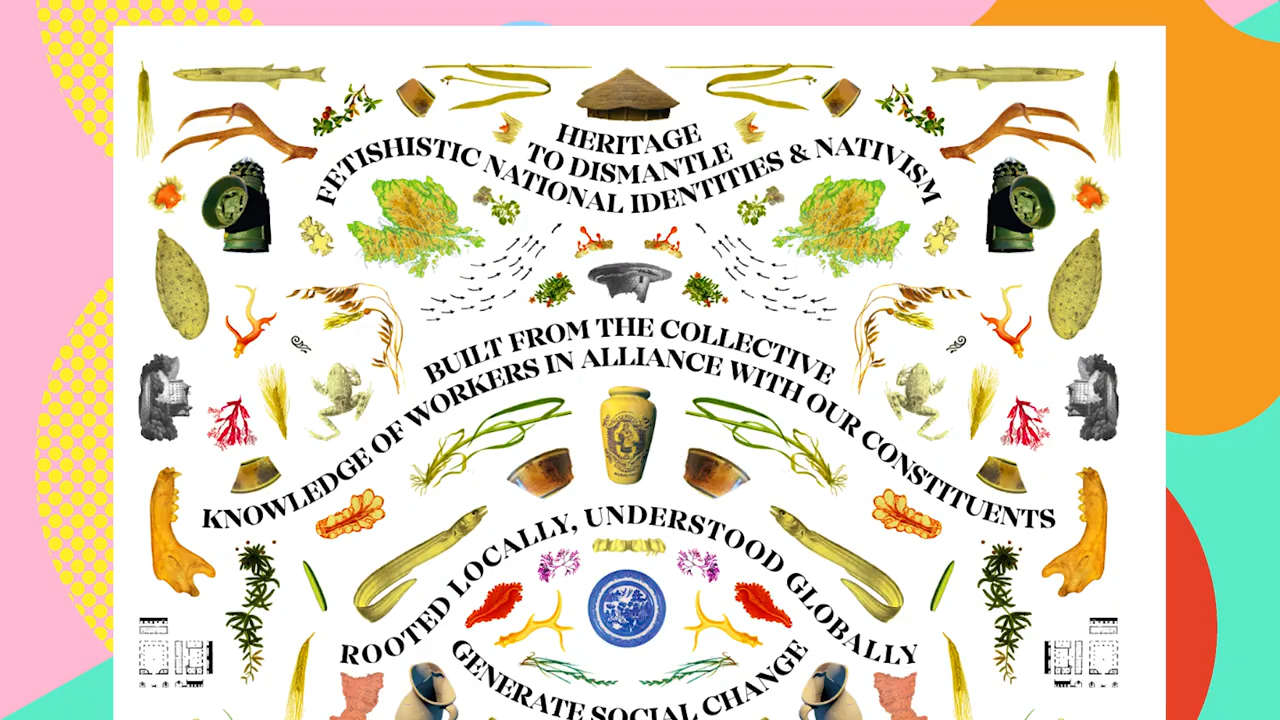 HERITAGE
TO DISMANTLE
FETISHISTIC NATIONAL IDENTITIES & NATIVISM
BUILT FROM THE COLLECTIVE
KNOWLEDGE OF WORKERS IN ALLIANCE WITH OUR CONSTITUENTS
ROOTED LOCALLY, UNDERSTOOD GLOBALLY
GENERATE SOCIAL CHANGE